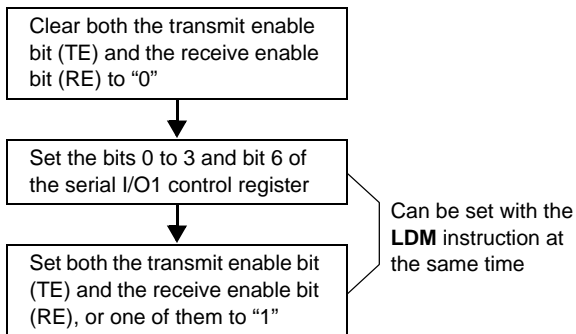 Clear both the transmit enable
bit (TE) and the receive enable
bit (RE) to “0”
Set the bits 0 to 3 and bit 6 of
the serial I/O1 control register
Can be set with the
LDM instruction at
the same time
Set both the transmit enable bit
(TE) and the receive enable bit
(RE), or one of them to “1”